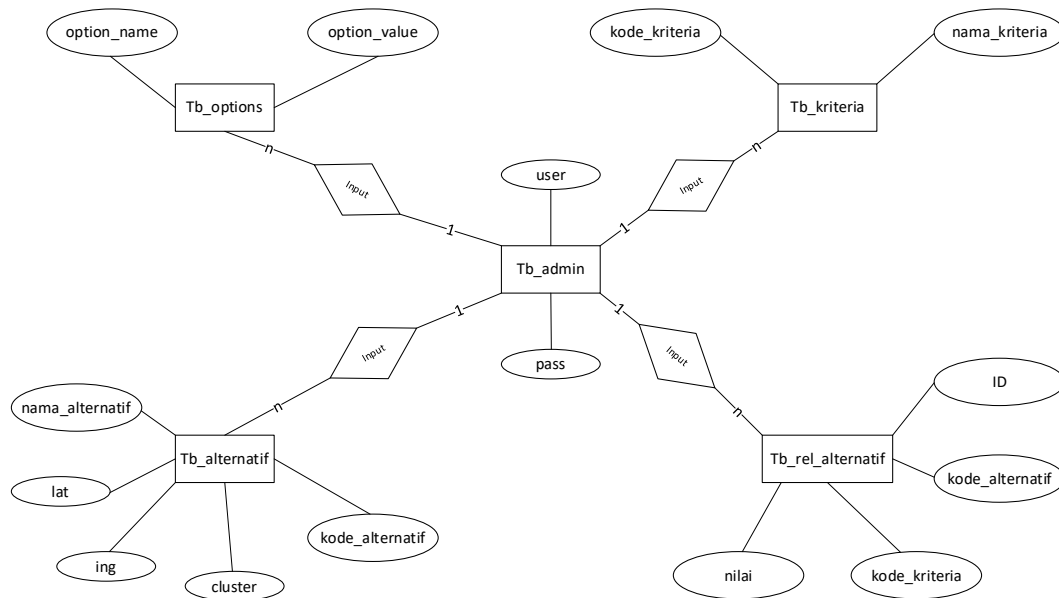 option_name
option_value
kode_kriteria
nama_kriteria
Tb_options
Tb_kriteria
n
n
Input
user
Input
1
1
Tb_admin
1
1
Input
pass
Input
n
n
ID
nama_alternatif
Tb_alternatif
Tb_rel_alternatif
lat
kode_alternatif
kode_alternatif
ing
cluster
nilai
kode_kriteria